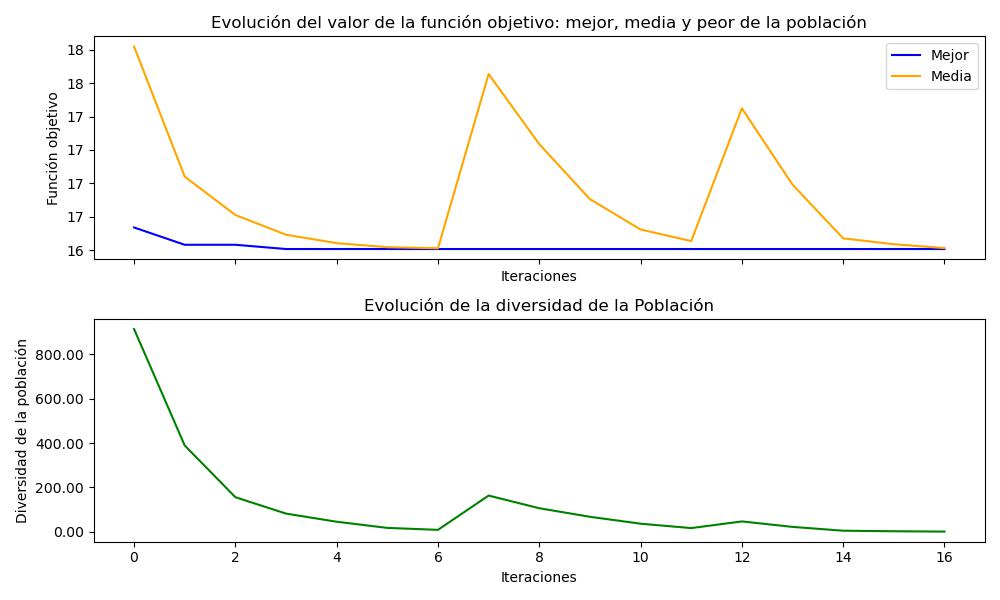 Evolución del valor de la función objetivo: mejor, media y peor de la población
Función objetivo
18
18
17
17
17
17
16
Mejor
Media
Iteraciones
Evolución de la diversidad de la Población
Diversidad de la población
800.00
600.00
400.00
200.00
0.00
0 2 4 6 8 10 12 14 16
Iteraciones